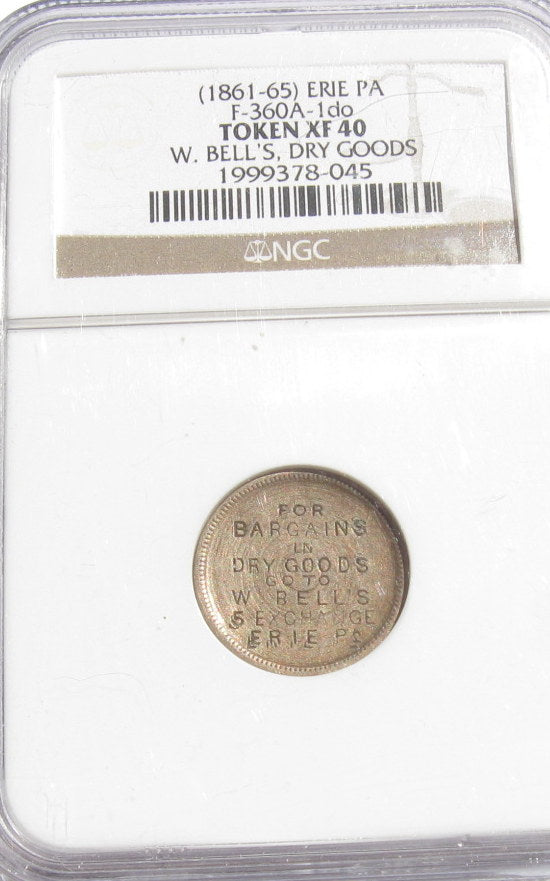 (1861-65) ERIE PA
F-360A-1do
TOKEN XF 40
W. BELL'S, DRY GOODS
1999378-045
NGC
FOR
BARGAINS
IN
DRY GOODS
GO TO
W. BELL'S
5 EXCHANGE
ERIE PA